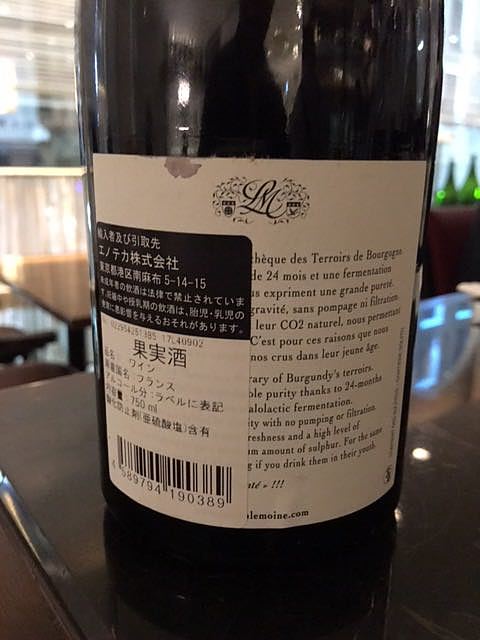 LM
輸入者及び引取先
エノテカ株式会社
東京都港区南麻布 5-14-15
未成年者の飲酒は法律で禁止されていま
す。妊娠中や授乳期の飲酒は、胎児・乳児の
発育に悪影響を与えるおそれがあります。
17L40902
果実酒
品名: ワイン
原産国名: フランス
アルコール分: ラベルに表記
内容量: 750 ml
酸化防止剤(亜硫酸塩)含有
4 589794 190389
thèque des Terroirs de Bourgogne.
de 24 mois et une fermentation
us expriment une grande pureté.
gravité, sans pompage ni filtration.
leur CO2 naturel, nous permettant
C'est pour ces raisons que nous
nos crus dans leur jeune âge.
rary of Burgundy's terroirs.
ble purity thanks to 24-months
alolactic fermentation.
ity with no pumping or filtration.
reshness and a high level of
m amount of sulphur. For the same
g if you drink them in their youth.
té » !!!
lemoine.com